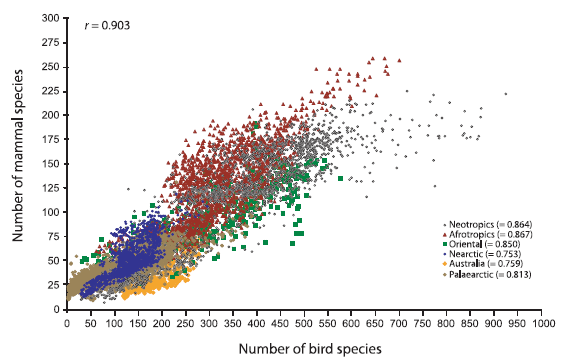 r = 0.903
Number of mammal species
300
275
250
225
200
175
150
125
100
75
50
25
0
0 50 100 150 200 250 300 350 400 450 500 550 600 650 700 750 800 850 900 950 1000
Number of bird species
Neotropics (= 0.864)
Afrotropics (= 0.867)
Oriental (= 0.850)
Nearctic (= 0.753)
Australia (= 0.759)
Palaearctic (= 0.813)